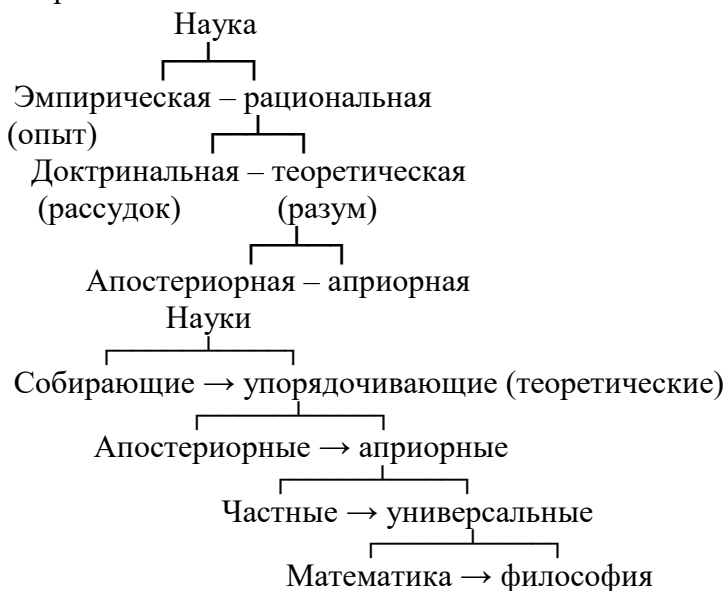 Наука
Эмпирическая – рациональная
(опыт)
Доктринальная – теоретическая
(рассудок) (разум)
Апостериорная – априорная
Науки
Собирающие → упорядочивающие (теоретические)
Апостериорные → априорные
Частные → универсальные
Математика → философия